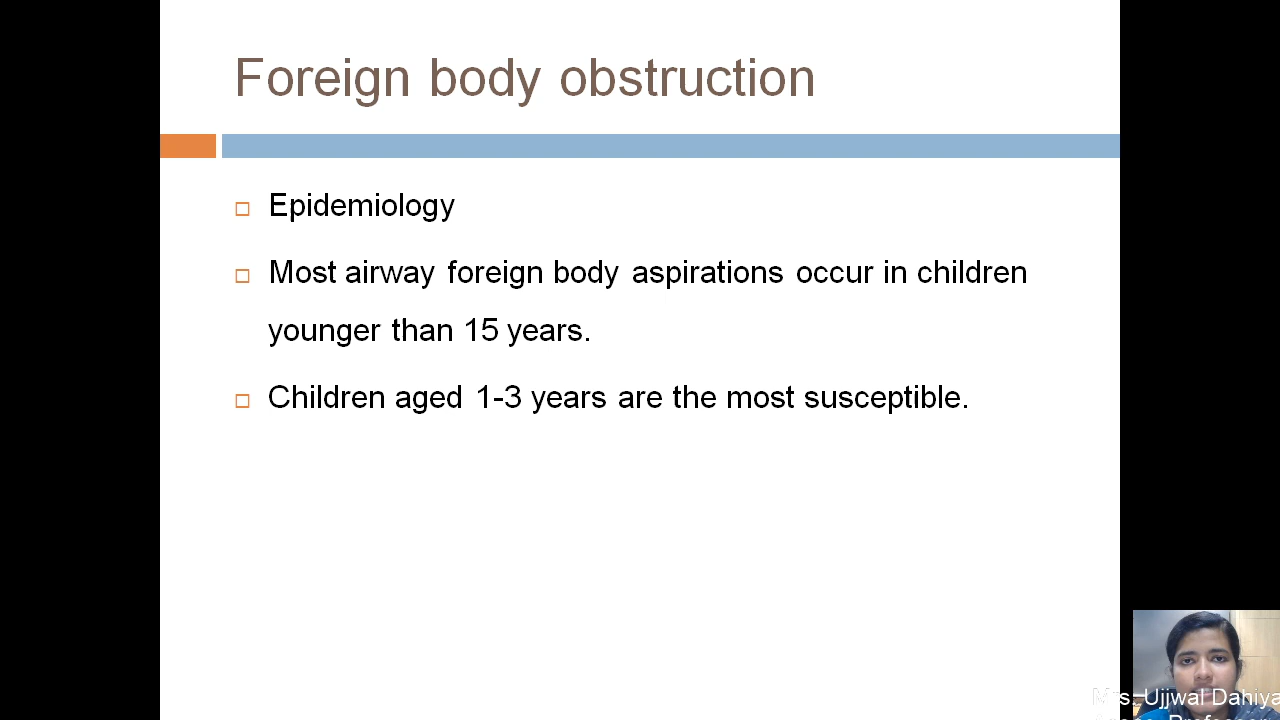 Foreign body obstruction
Epidemiology
Most airway foreign body aspirations occur in children
younger than 15 years.
Children aged 1-3 years are the most susceptible.
Mrs. Ujjwal Dahiya